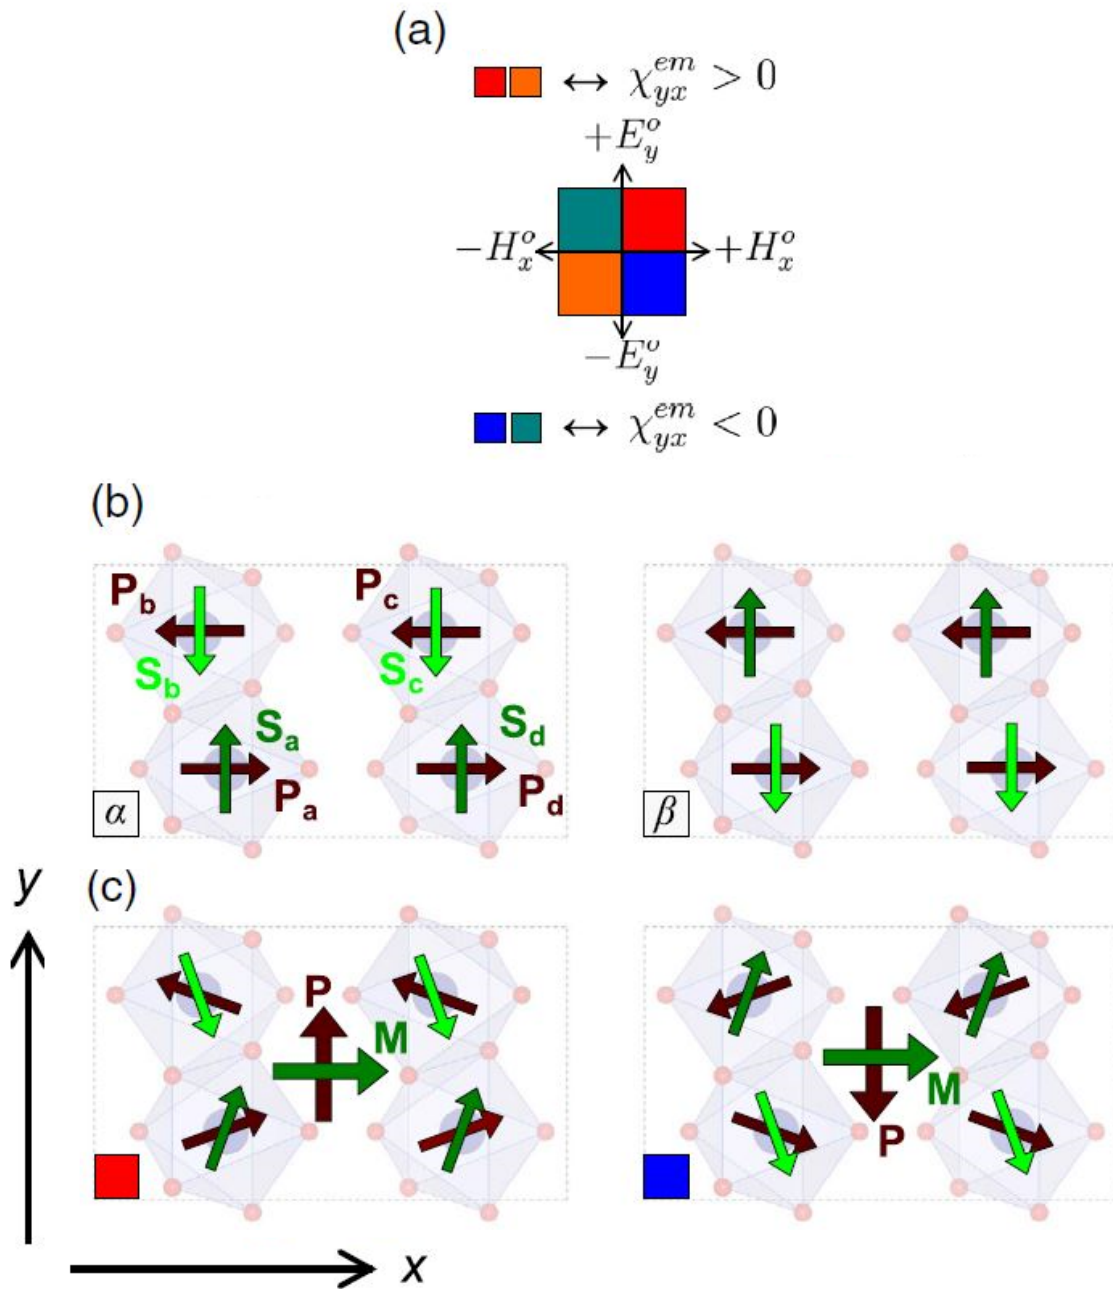 (a)
↔ χ^{em}_{yx} > 0
+E^o_y
−H^o_x
+H^o_x
−E^o_y
↔ χ^{em}_{yx} < 0
(b)
P_b
P_c
S_b
S_c
S_a
S_d
P_a
P_d
α
β
y
(c)
P
M
M
P
x